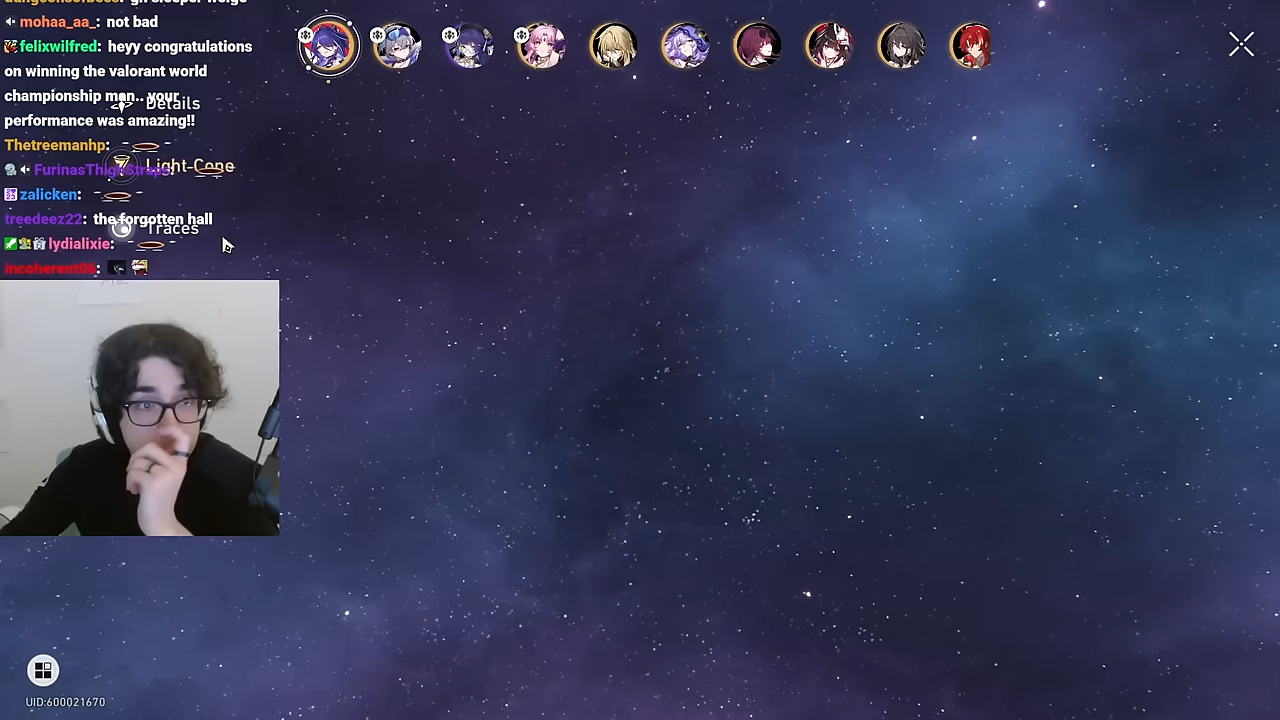 mohaa_aa_: not bad
felixwilfred: heyy congratulations
on winning the valorant world
championship man.. your
performance was amazing!!
Details
Thetreemanhp:
Light Cone
FurinasThighStraps:
zalicken:
treedeez22: the forgotten hall
Traces
lydialixie:
incoherent06:
UID:600021670